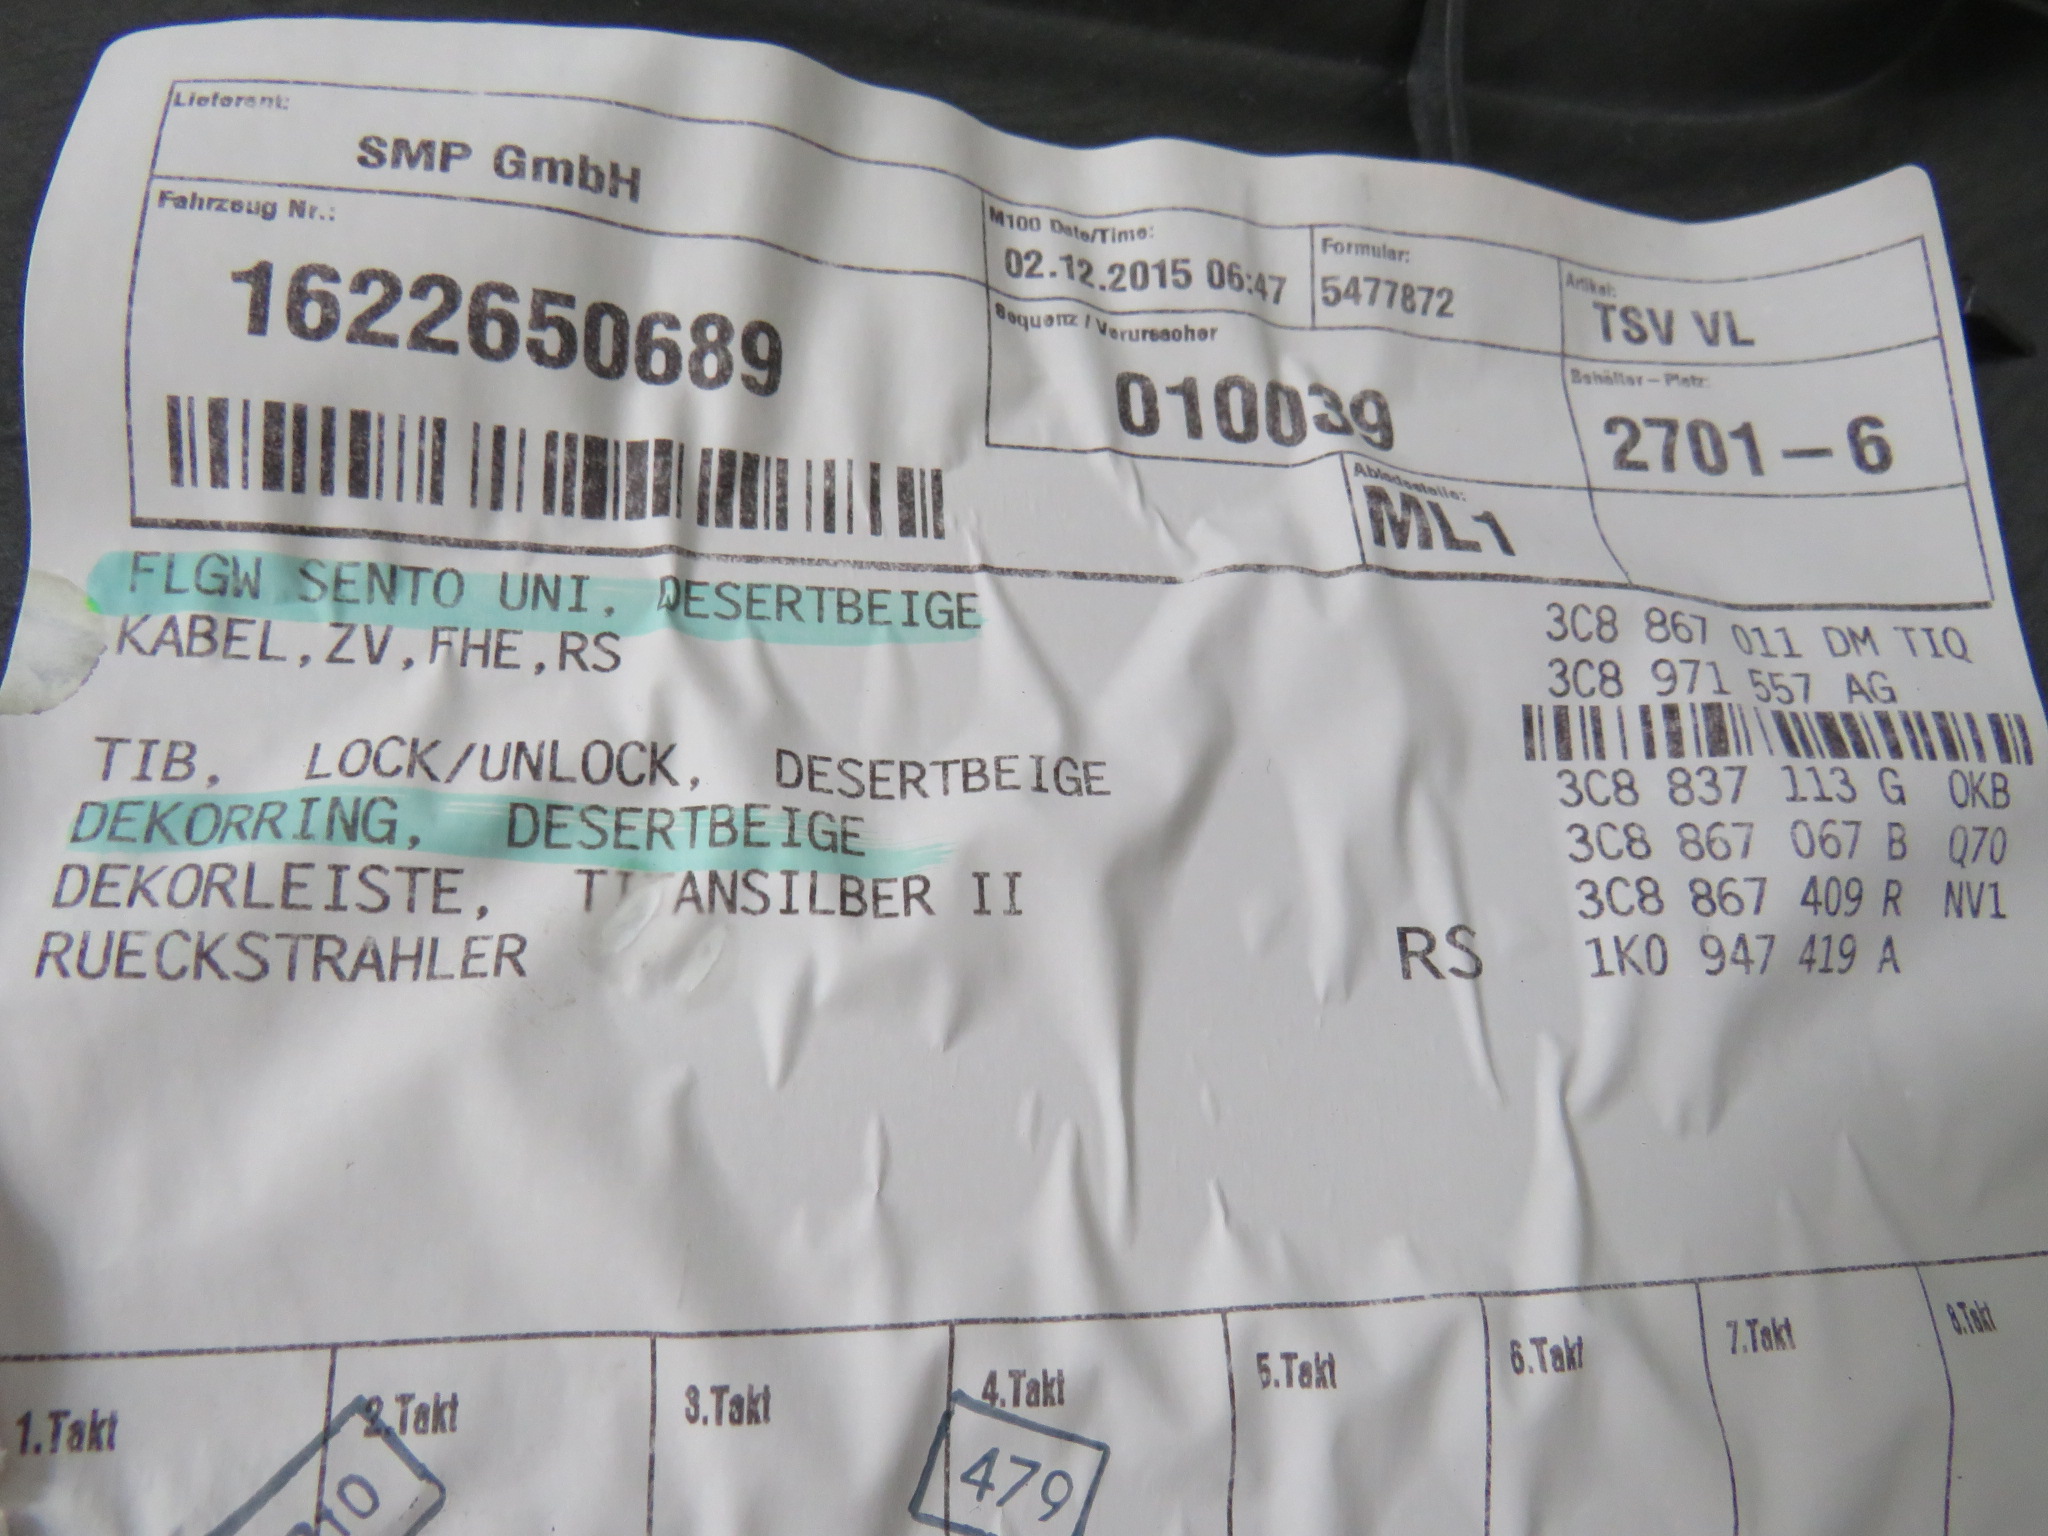 Lieferant:
SMP GmbH
Fahrzeug Nr.:
1622650689
M100 Date/Time:
02.12.2015 06:47
Formular:
5477872
Artikel:
TSV VL
Sequenz / Verursacher
010039
Behälter-Platz:
2701-6
Abladestelle:
ML1
FLGW SENTO UNI, DESERTBEIGE
3C8 867 011 DM TIQ
KABEL,ZV,FHE,RS
3C8 971 557 AG
TIB, LOCK/UNLOCK, DESERTBEIGE
3C8 837 113 G OKB
DEKORRING, DESERTBEIGE
3C8 867 067 B Q70
DEKORLEISTE, T ANSILBER II
3C8 867 409 R NV1
RUECKSTRAHLER
RS 1K0 947 419 A
1.Takt
2.Takt
3.Takt
4.Takt
5.Takt
6.Takt
7.Takt
8.Takt
479